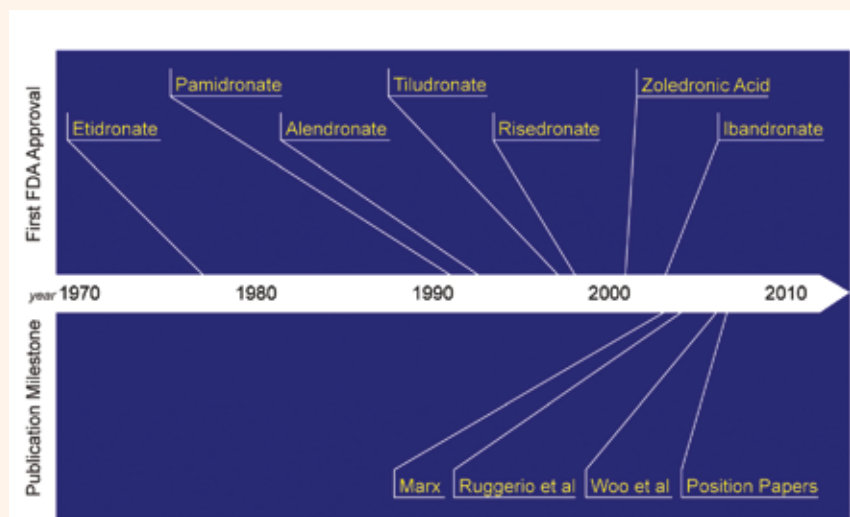 First FDA Approval
Pamidronate
Tiludronate
Zoledronic Acid
Etidronate
Alendronate
Risedronate
Ibandronate
year 1970 1980 1990 2000 2010
Publication Milestone
Marx
Ruggerio et al
Woo et al
Position Papers